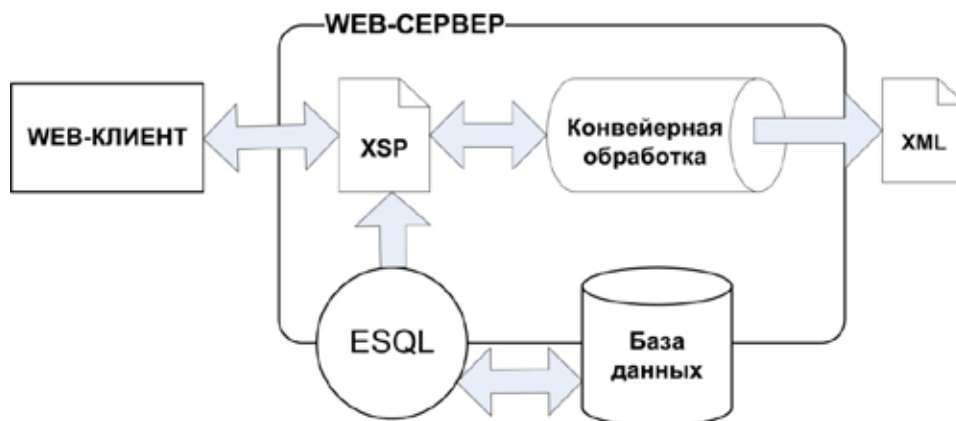 WEB-СЕРВЕР
WEB-КЛИЕНТ
XSP
Конвейерная
обработка
XML
ESQL
База
данных